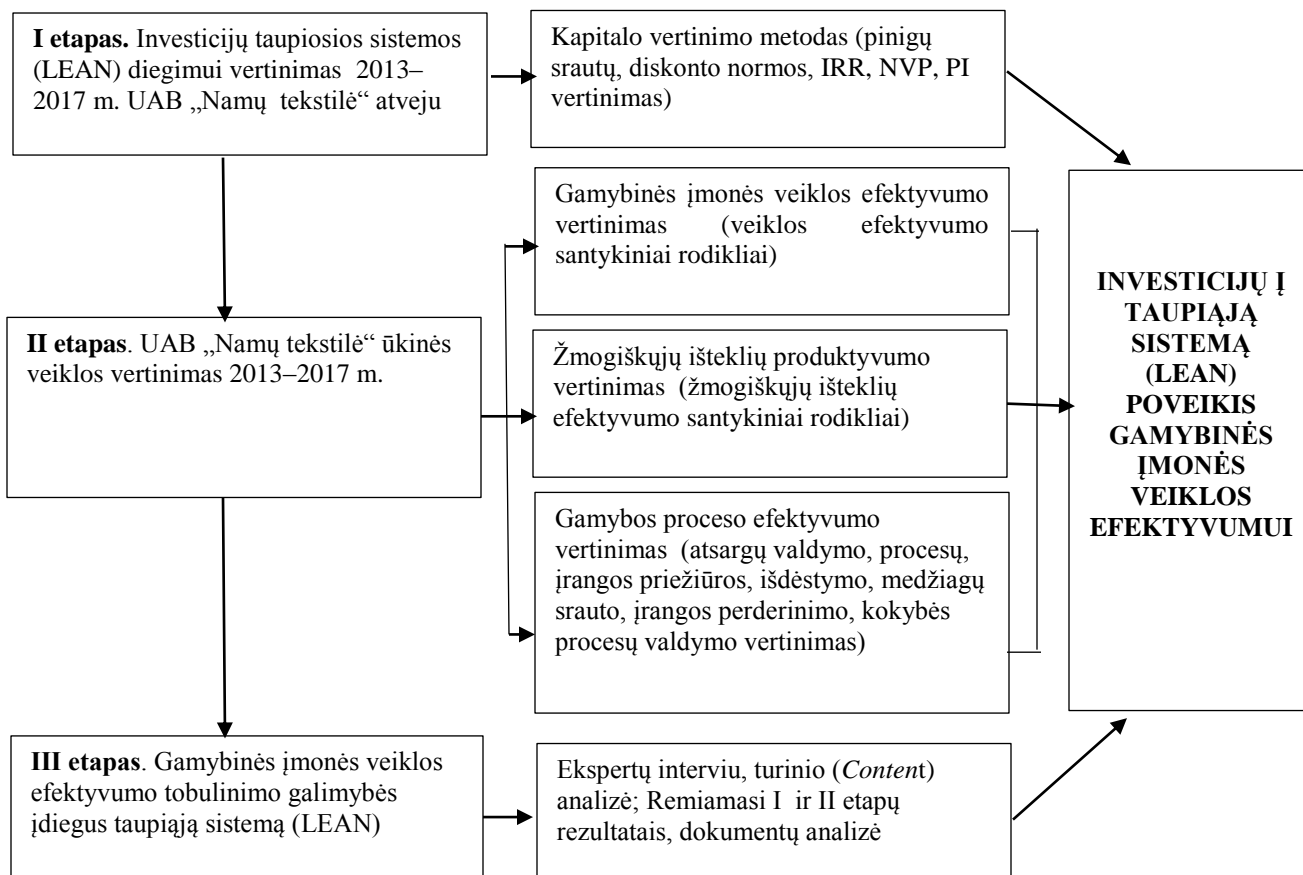 I etapas. Investicijų taupiosios sistemos
(LEAN) diegimui vertinimas 2013–
2017 m. UAB „Namų tekstilė“ atveju
Kapitalo vertinimo metodas (pinigų
srautų, diskonto normos, IRR, NVP, PI
vertinimas)
Gamybinės įmonės veiklos efektyvumo
vertinimas (veiklos efektyvumo
santykiniai rodikliai)
II etapas. UAB „Namų tekstilė“ ūkinės
veiklos vertinimas 2013–2017 m.
Žmogiškųjų išteklių produktyvumo
vertinimas (žmogiškųjų išteklių
efektyvumo santykiniai rodikliai)
Gamybos proceso efektyvumo
vertinimas (atsargų valdymo, procesų,
įrangos priežiūros, išdėstymo, medžiagų
srauto, įrangos perderinimo, kokybės
procesų valdymo vertinimas)
III etapas. Gamybinės įmonės veiklos
efektyvumo tobulinimo galimybės
įdiegus taupiąją sistemą (LEAN)
Ekspertų interviu, turinio (Content)
analizė; Remiamasi I ir II etapų
rezultatais, dokumentų analizė
INVESTICIJŲ Į
TAUPIĄJĄ
SISTEMĄ
(LEAN)
POVEIKIS
GAMYBINĖS
ĮMONĖS
VEIKLOS
EFEKTYVUMUI